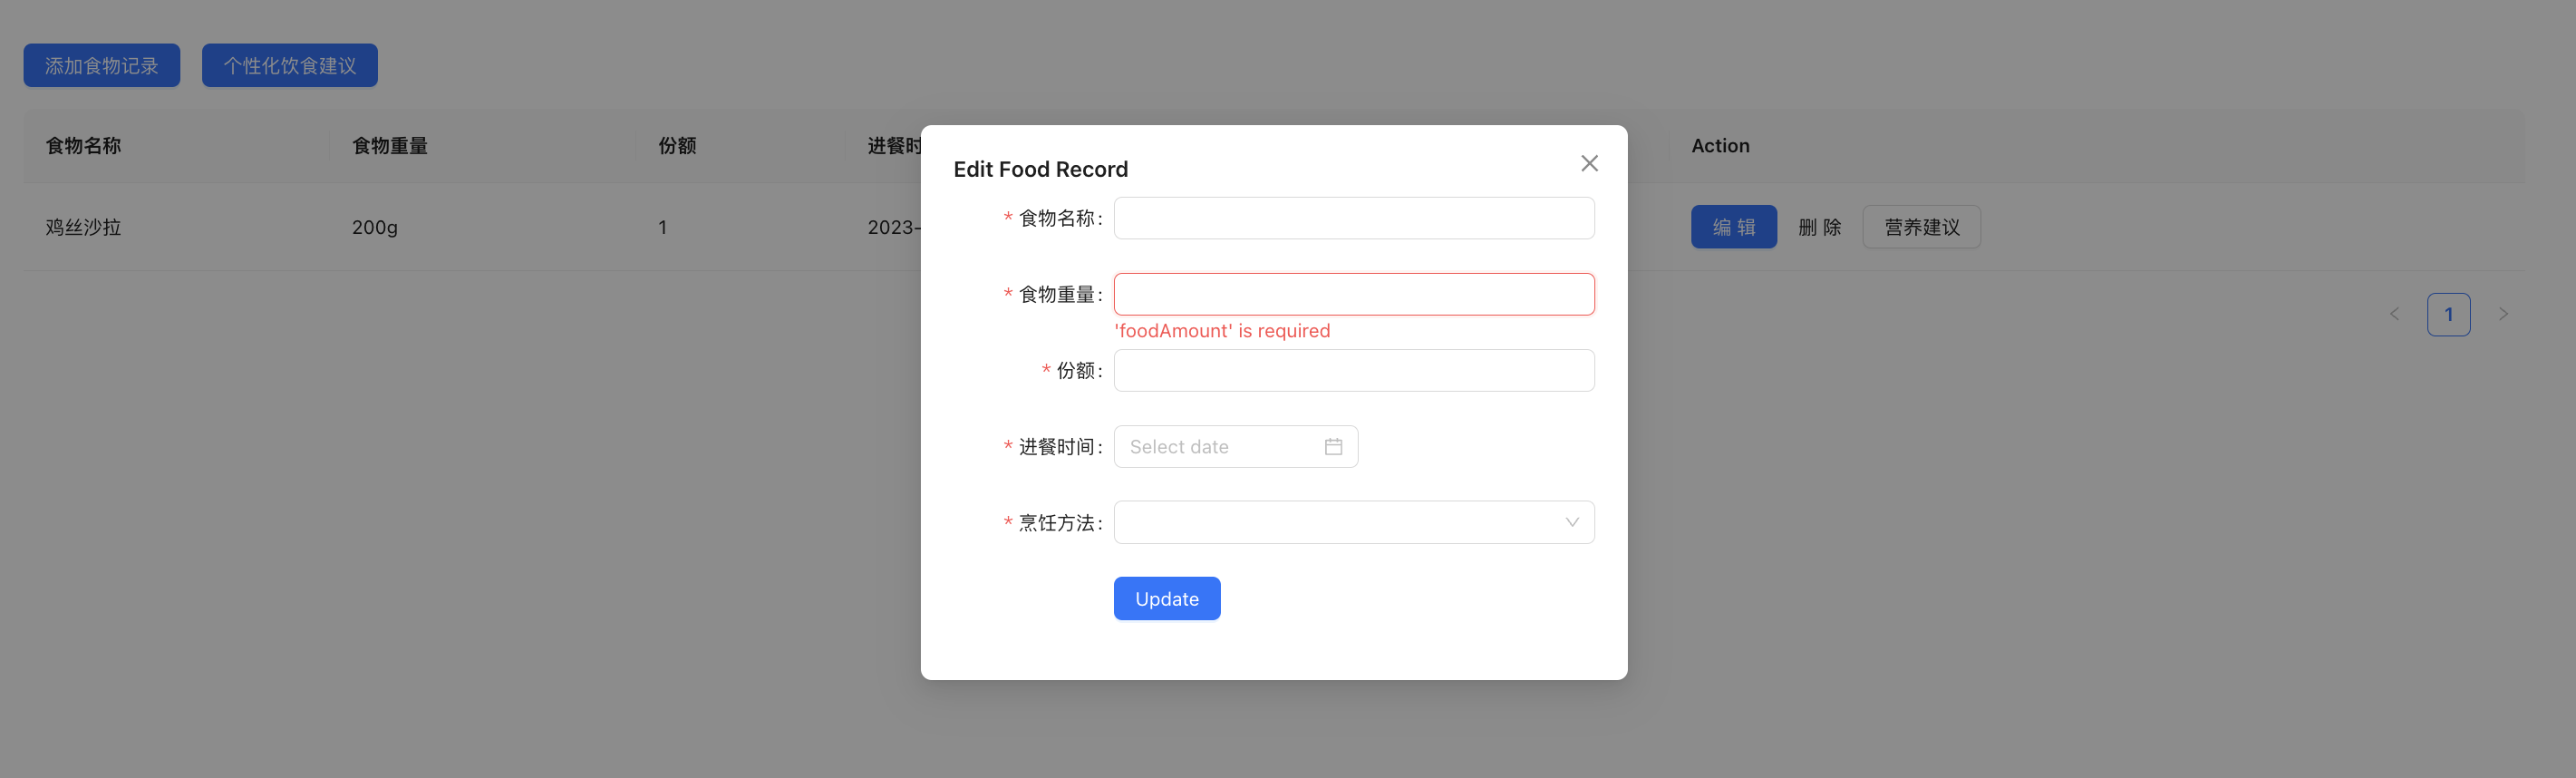 添加食物记录 个性化饮食建议
食物名称 食物重量 份额 进餐时 Action
鸡丝沙拉 200g 1 2023- 编 辑 删 除 营养建议
1
Edit Food Record
* 食物名称:
* 食物重量:
'foodAmount' is required
* 份额:
* 进餐时间: Select date
* 烹饪方法:
Update